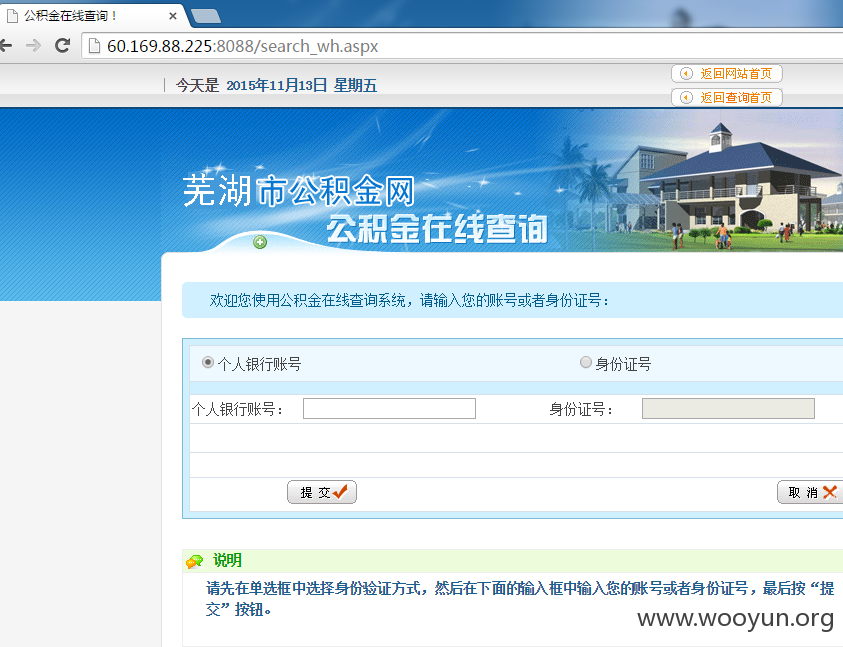 公积金在线查询！
60.169.88.225:8088/search_wh.aspx
今天是 2015年11月13日 星期五
返回网站首页
返回查询首页
芜湖市公积金网
公积金在线查询
欢迎您使用公积金在线查询系统，请输入您的账号或者身份证号：
个人银行账号 身份证号
个人银行账号： 身份证号：
提 交 取 消
说明
请先在单选框中选择身份验证方式，然后在下面的输入框中输入您的账号或者身份证号，最后按“提
交”按钮。
www.wooyun.org